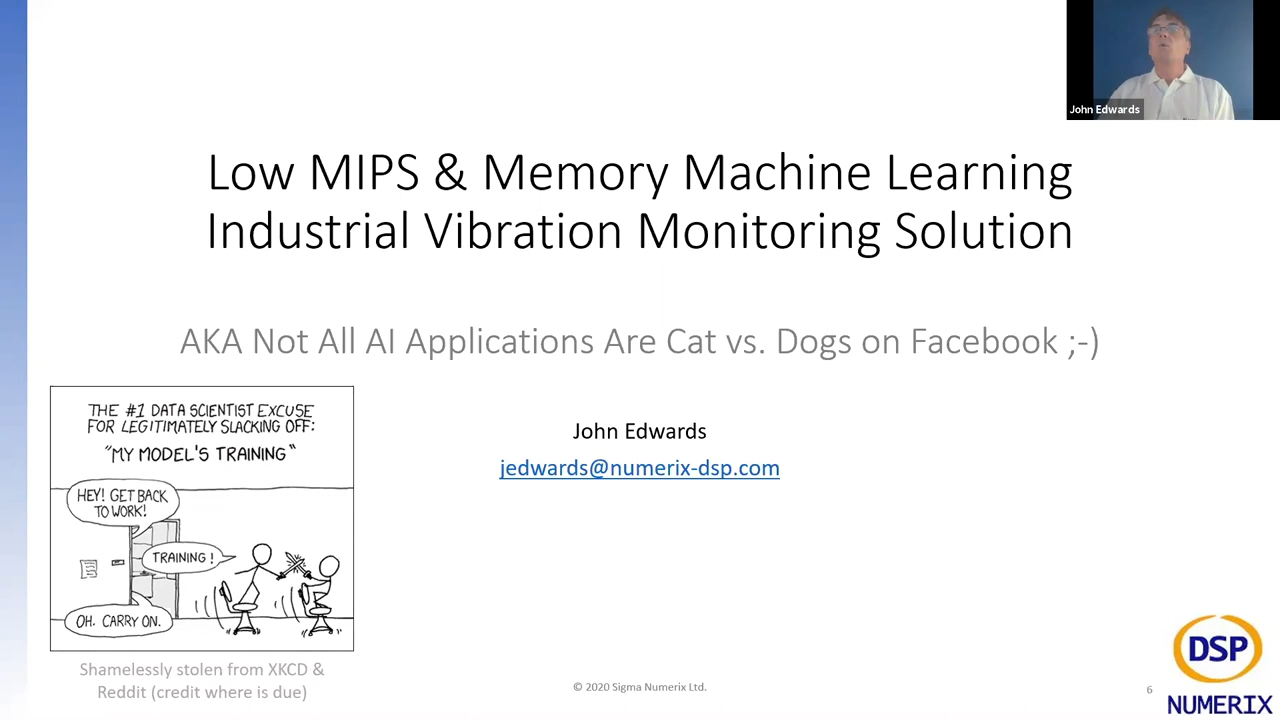 John Edwards
Low MIPS & Memory Machine Learning
Industrial Vibration Monitoring Solution
AKA Not All AI Applications Are Cat vs. Dogs on Facebook ;-)
John Edwards
jedwards@numerix-dsp.com
THE #1 DATA SCIENTIST EXCUSE
FOR LEGITIMATELY SLACKING OFF:
"MY MODEL'S TRAINING"
HEY! GET BACK
TO WORK!
TRAINING!
OH. CARRY ON.
Shamelessly stolen from XKCD &
Reddit (credit where is due)
© 2020 Sigma Numerix Ltd.
6
DSP
NUMERIX